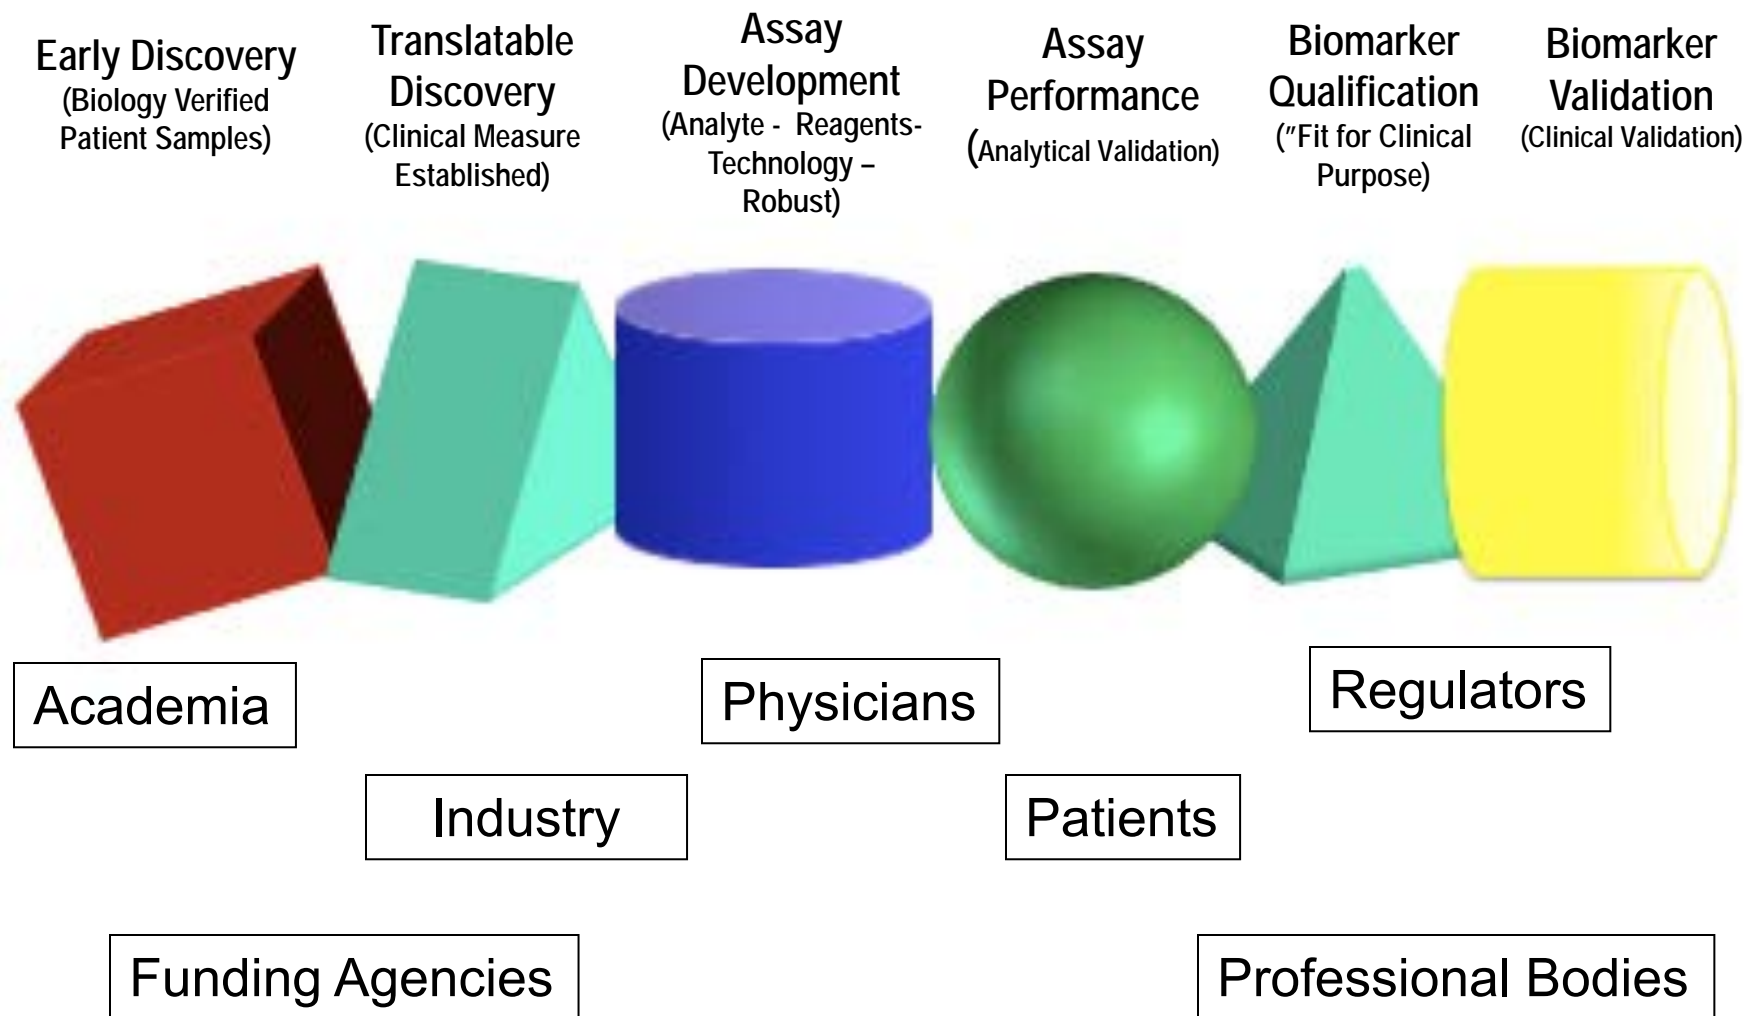 Early Discovery
(Biology Verified
Patient Samples)
Translatable
Discovery
(Clinical Measure
Established)
Assay
Development
(Analyte - Reagents-
Technology –
Robust)
Assay
Performance
(Analytical Validation)
Biomarker
Qualification
("Fit for Clinical
Purpose)
Biomarker
Validation
(Clinical Validation)
Academia
Physicians
Regulators
Industry
Patients
Funding Agencies
Professional Bodies